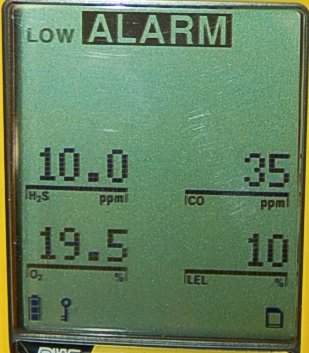 LOW ALARM
10.0 35
H₂S ppm CO ppm
19.5 10
O₂ % LEL %